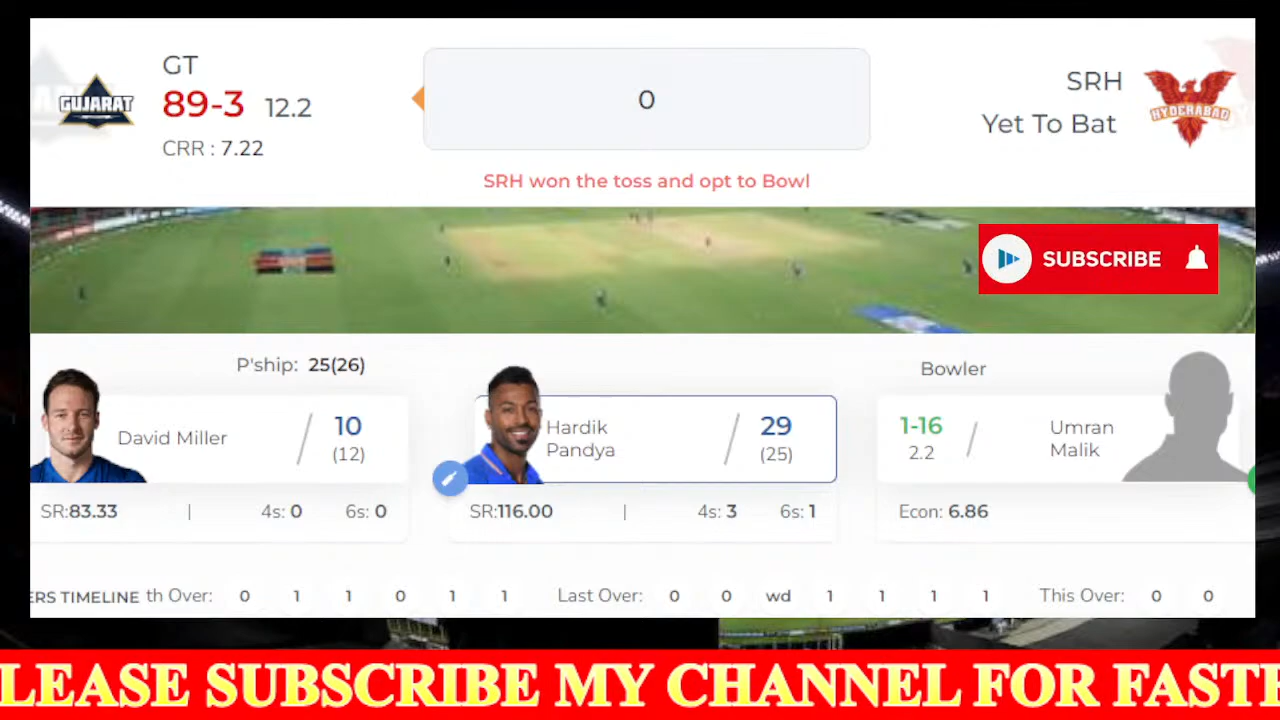 GT
89-3 12.2
CRR : 7.22
GUJARAT
0
SRH
Yet To Bat
HYDERABAD
SRH won the toss and opt to Bowl
SUBSCRIBE
P'ship: 25(26)
David Miller
10
(12)
SR:83.33 | 4s: 0 6s: 0
Hardik
Pandya
29
(25)
SR:116.00 | 4s: 3 6s: 1
Bowler
1-16
2.2
Umran
Malik
Econ: 6.86
ERS TIMELINE th Over: 0 1 1 0 1 1 Last Over: 0 0 wd 1 1 1 1 This Over: 0 0
LEASE SUBSCRIBE MY CHANNEL FOR FASTE